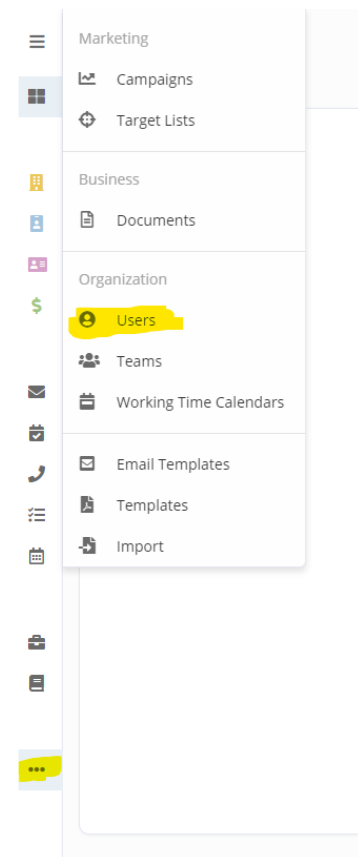 Marketing
Campaigns
Target Lists
Business
Documents
Organization
Users
Teams
Working Time Calendars
Email Templates
Templates
Import